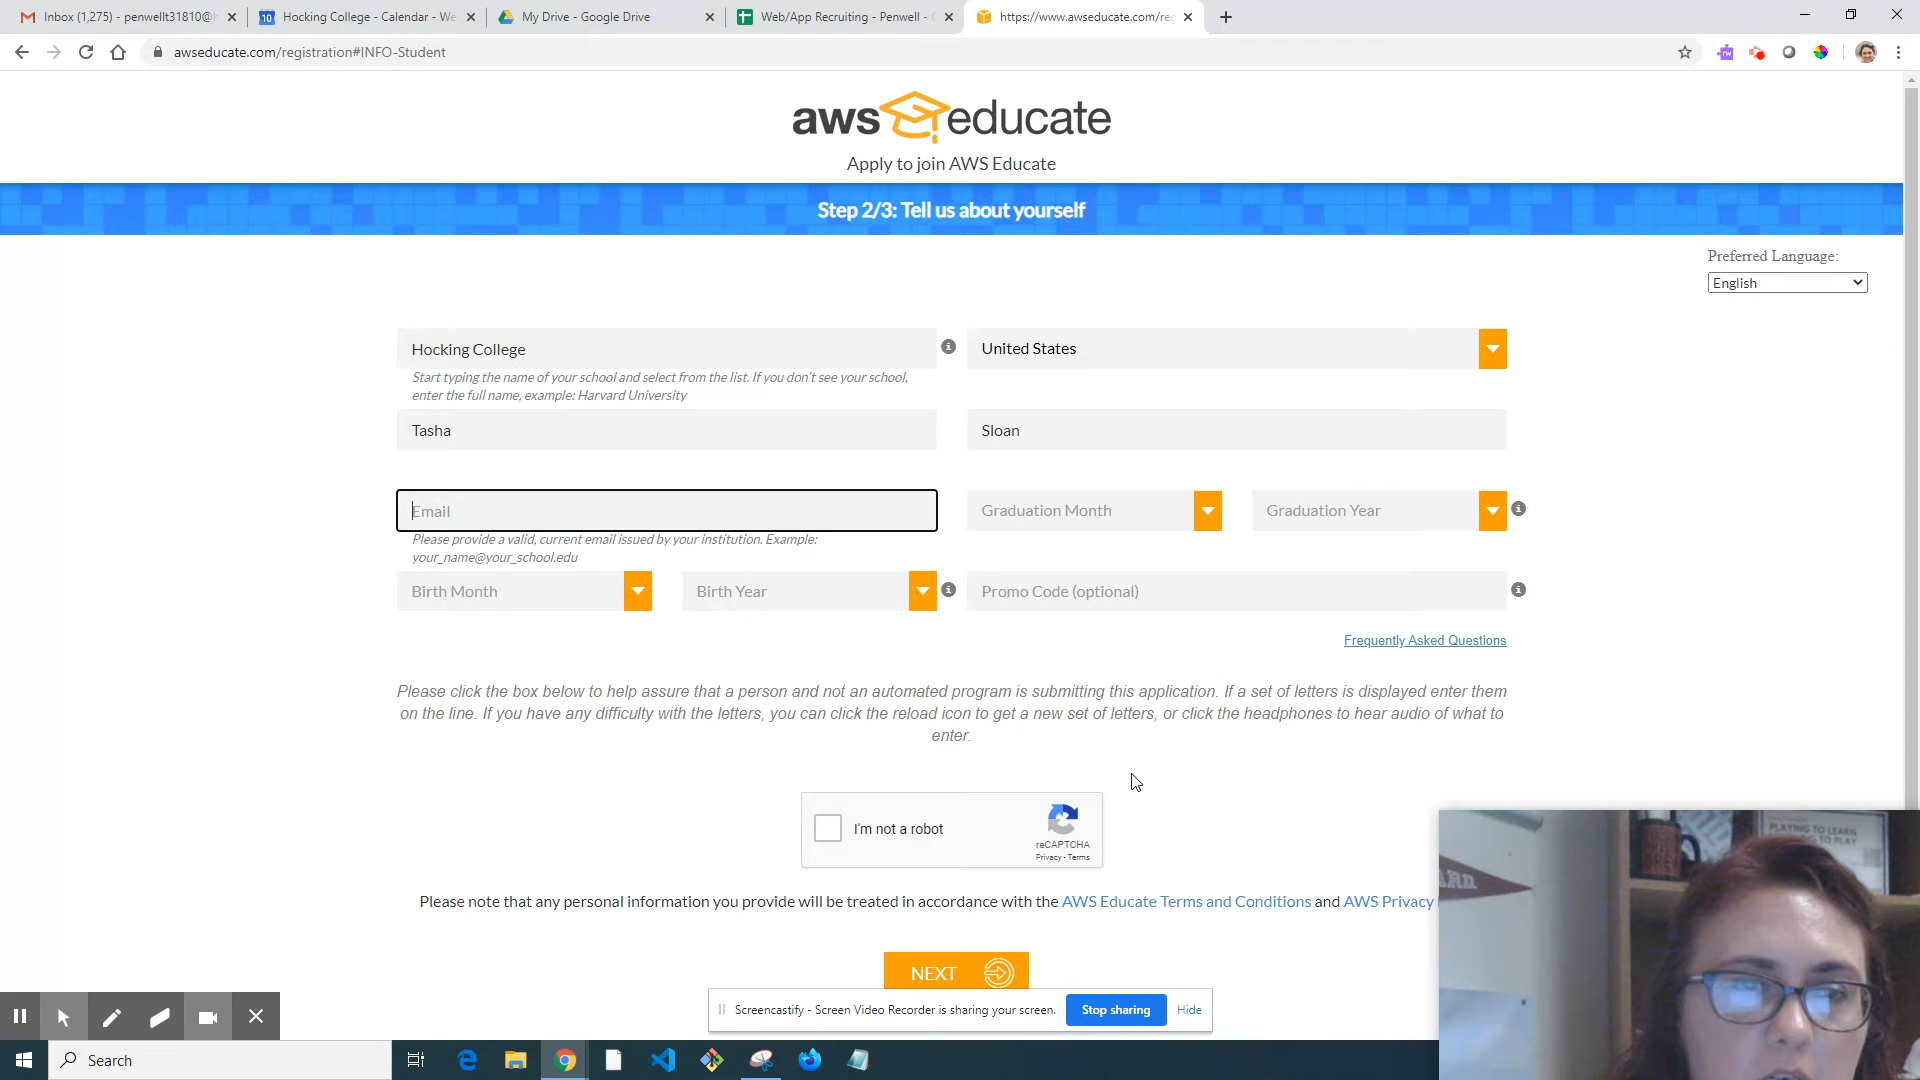 Inbox (1,275) - penwellt31810@
Hocking College - Calendar - We
My Drive - Google Drive
Web/App Recruiting - Penwell -
https://www.awseducate.com/re
awseducate.com/registration#INFO-Student
aws educate
Apply to join AWS Educate
Step 2/3: Tell us about yourself
Preferred Language:
English
Hocking College
United States
Start typing the name of your school and select from the list. If you don't see your school,
enter the full name, example: Harvard University
Tasha
Sloan
Email
Graduation Month
Graduation Year
Please provide a valid, current email issued by your institution. Example:
your_name@your_school.edu
Birth Month
Birth Year
Promo Code (optional)
Frequently Asked Questions
Please click the box below to help assure that a person and not an automated program is submitting this application. If a set of letters is displayed enter them
on the line. If you have any difficulty with the letters, you can click the reload icon to get a new set of letters, or click the headphones to hear audio of what to
enter.
I'm not a robot
reCAPTCHA
Privacy - Terms
PLAYING TO LEARN
TO PLAY
Please note that any personal information you provide will be treated in accordance with the AWS Educate Terms and Conditions and AWS Privacy
NEXT
Screencastify - Screen Video Recorder is sharing your screen.
Stop sharing
Hide
Search